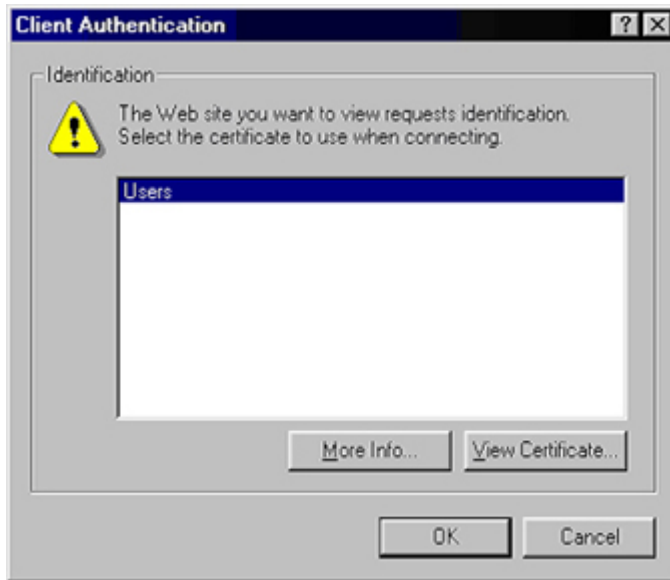 Client Authentication
Identification
The Web site you want to view requests identification.
Select the certificate to use when connecting.
Users
More Info...
View Certificate...
OK
Cancel